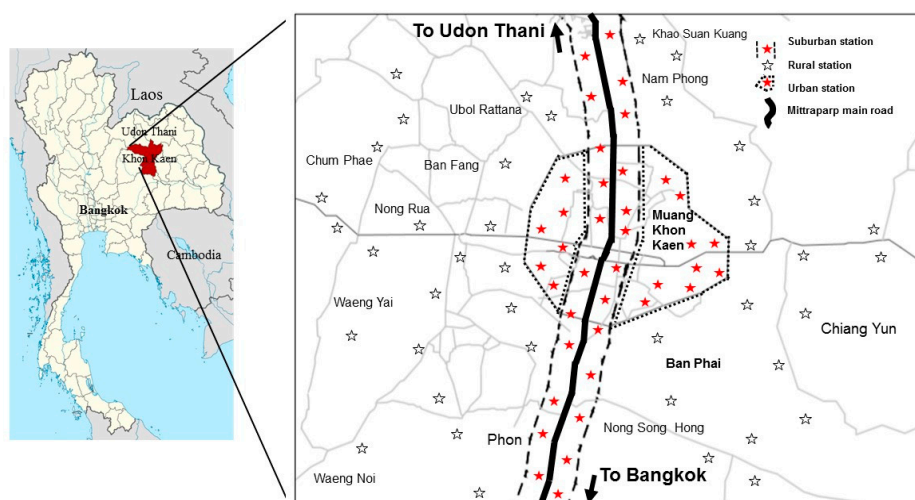 Laos
Udon Thani
Khon Kaen
Bangkok
Cambodia
To Udon Thani
Khao Suan Kuang
Nam Phong
Ubol Rattana
Chum Phae
Ban Fang
Nong Rua
Muang
Khon
Kaen
Waeng Yai
Chiang Yun
Ban Phai
Phon
Nong Song Hong
Waeng Noi
To Bangkok
Suburban station
Rural station
Urban station
Mittraparp main road